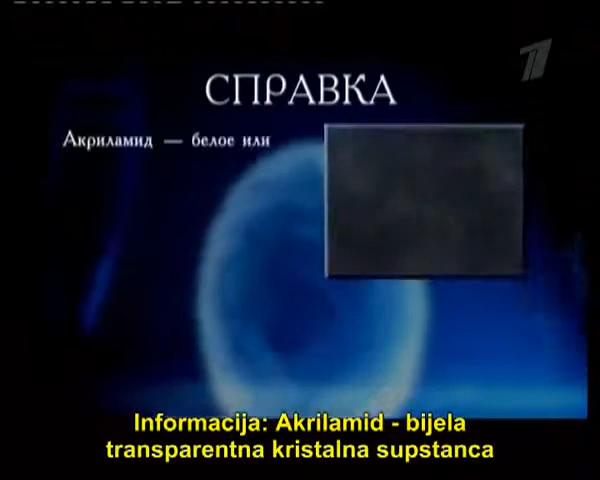 СПРАВКА
Акриламид — белое или
Informacija: Akrilamid - bijela
transparentna kristalna supstanca